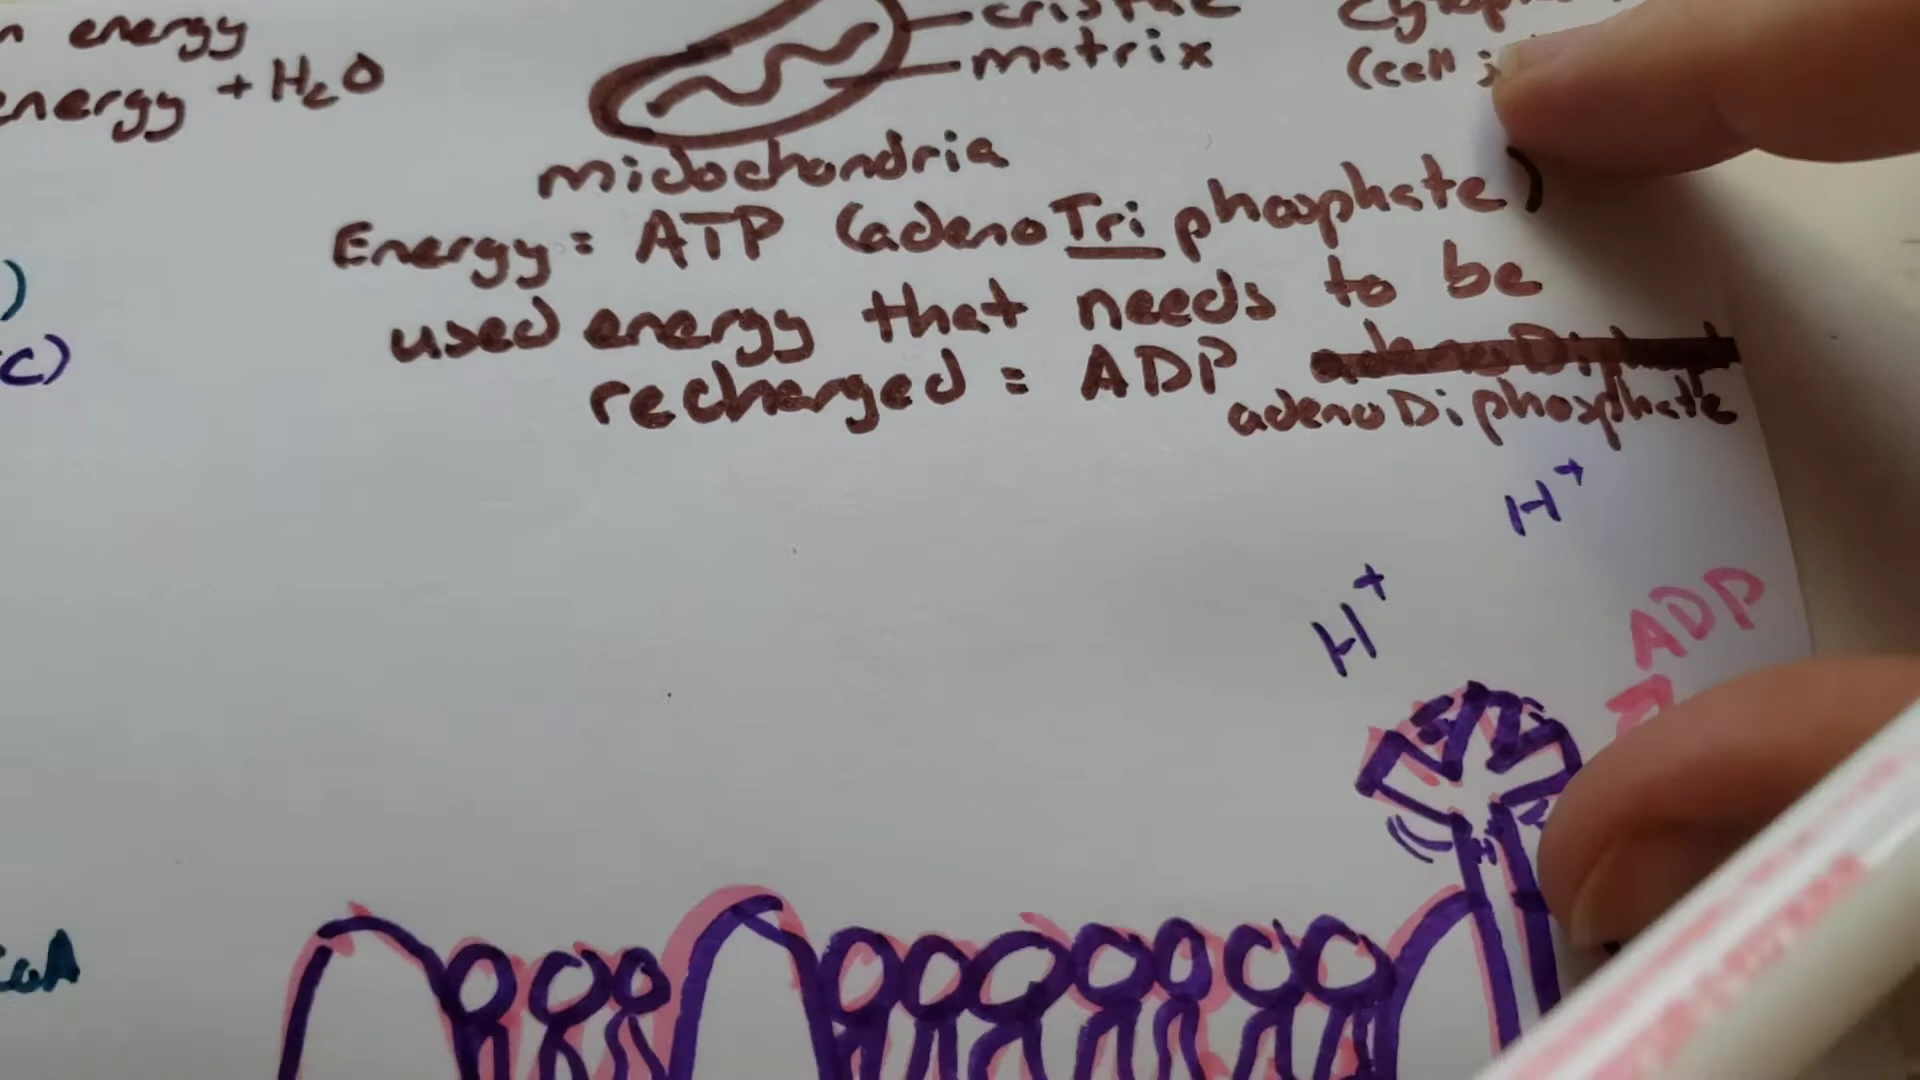 n energy
energy + H2O
cristae
matrix
(cell
midochondria
Energy = ATP (adenoTriphosphate)
used energy that needs to be
recharged = ADP
adenoDiphosphate
)
c)
H+
H+
ADP
CoA